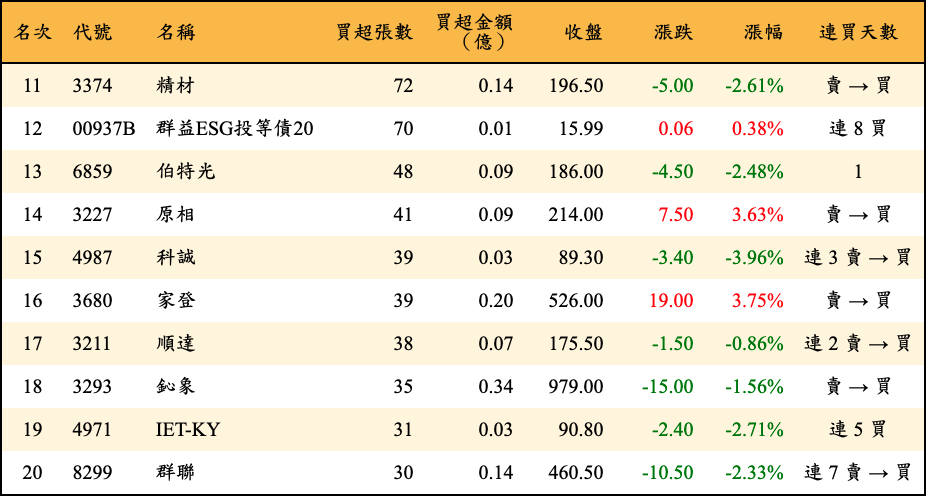 名次 代號 名稱 買超張數 買超金額（億） 收盤 漲跌 漲幅 連買天數
11 3374 精材 72 0.14 196.50 -5.00 -2.61% 賣 → 買
12 00937B 群益ESG投等債20 70 0.01 15.99 0.06 0.38% 連 8 買
13 6859 伯特光 48 0.09 186.00 -4.50 -2.48% 1
14 3227 原相 41 0.09 214.00 7.50 3.63% 賣 → 買
15 4987 科誠 39 0.03 89.30 -3.40 -3.96% 連 3 賣 → 買
16 3680 家登 39 0.20 526.00 19.00 3.75% 賣 → 買
17 3211 順達 38 0.07 175.50 -1.50 -0.86% 連 2 賣 → 買
18 3293 鈊象 35 0.34 979.00 -15.00 -1.56% 賣 → 買
19 4971 IET-KY 31 0.03 90.80 -2.40 -2.71% 連 5 買
20 8299 群聯 30 0.14 460.50 -10.50 -2.33% 連 7 賣 → 買